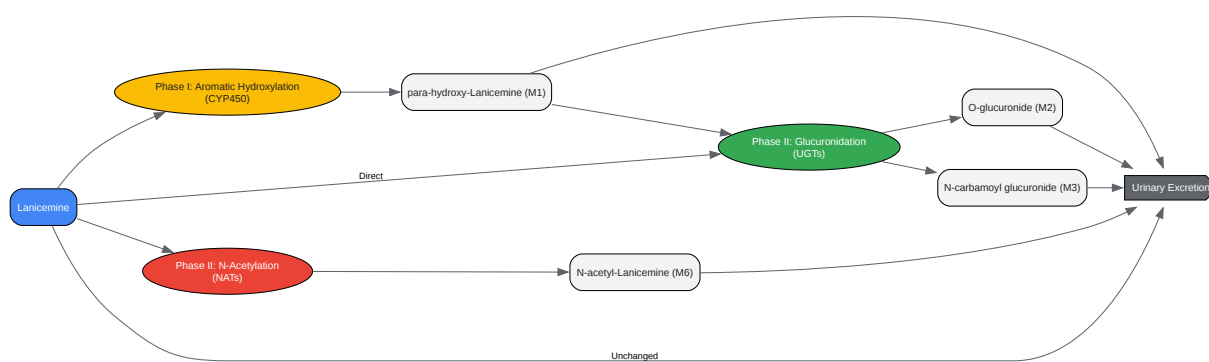 Phase I: Aromatic Hydroxylation
(CYP450)
para-hydroxy-Lanicemine (M1)
O-glucuronide (M2)
Phase II: Glucuronidation
(UGTs)
Direct
N-carbamoyl glucuronide (M3)
Urinary Excretion
Lanicemine
Phase II: N-Acetylation
(NATs)
N-acetyl-Lanicemine (M6)
Unchanged